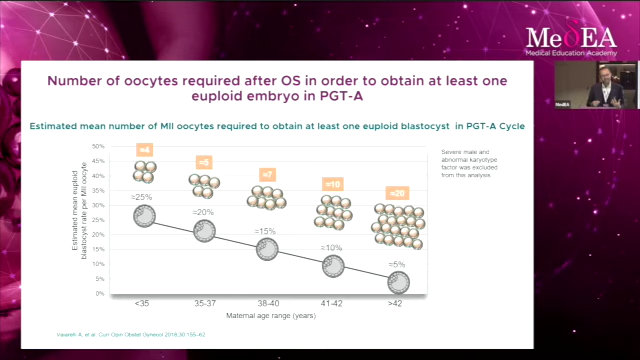 MedEA
Medical Education Academy
MedEA
Number of oocytes required after OS in order to obtain at least one
euploid embryo in PGT-A
Estimated mean number of MII oocytes required to obtain at least one euploid blastocyst in PGT-A Cycle
Severe male and
abnormal karyotype
factor was excluded
from this analysis
Estimated mean euploid
blastocyst rate per MII oocyte
50%
45%
40%
35%
30%
25%
20%
15%
10%
5%
0%
≈4
≈5
≈7
≈10
≈20
≈25%
≈20%
≈15%
≈10%
≈5%
<35
35-37
38-40
41-42
>42
Maternal age range (years)
A, et al. Curr Opin Obstet Gynecol 2018;30:155-62